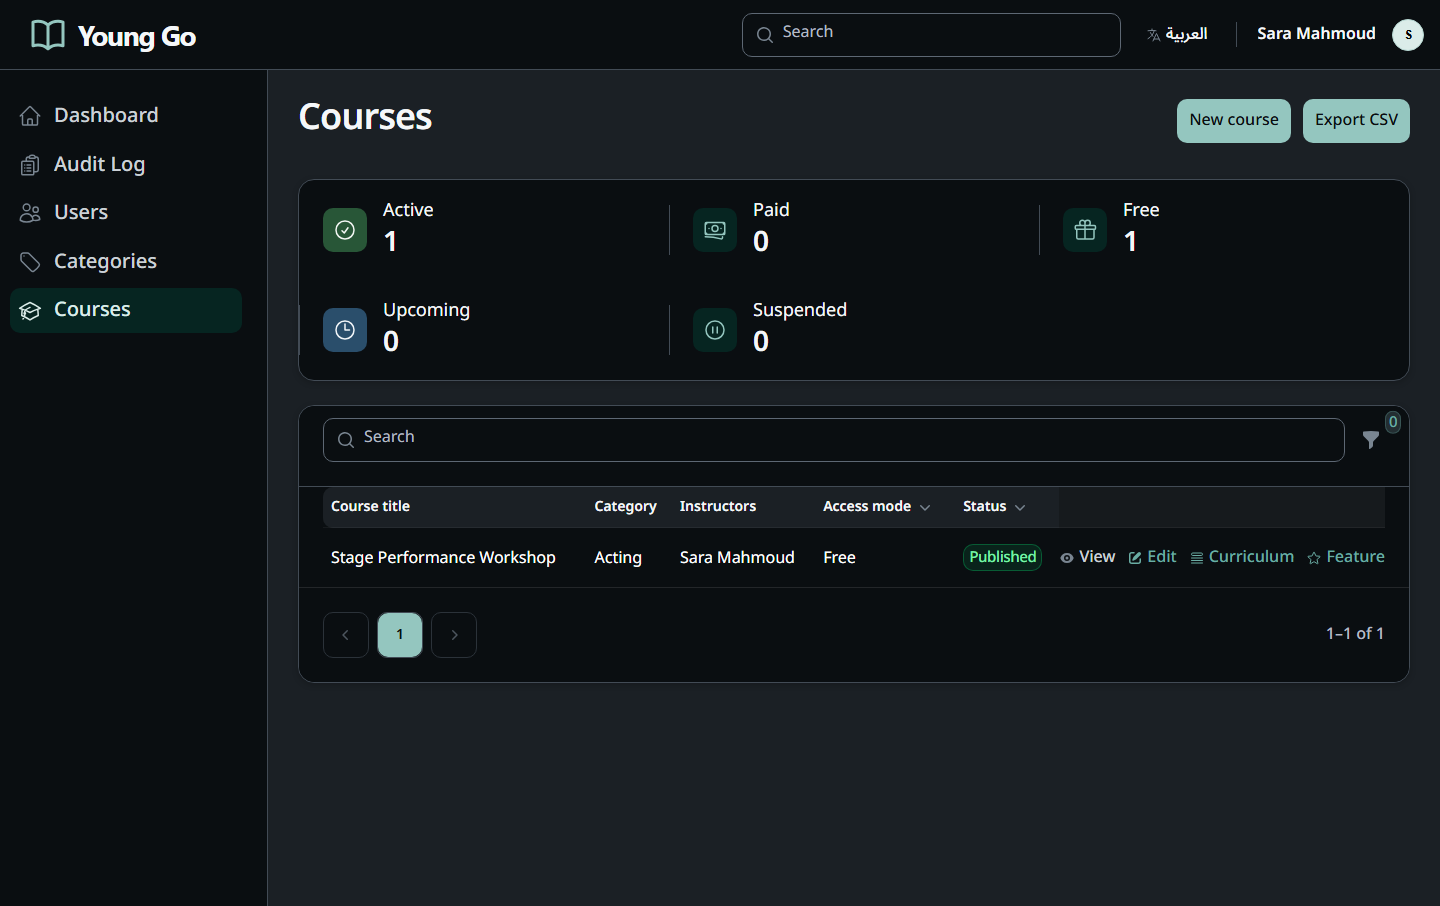 Young Go
Search
العربية
Sara Mahmoud
S
Dashboard
Audit Log
Users
Categories
Courses
Courses
New course
Export CSV
Active
1
Paid
0
Free
1
Upcoming
0
Suspended
0
Search
0
Course title Category Instructors Access mode Status
Stage Performance Workshop Acting Sara Mahmoud Free Published View Edit Curriculum Feature
1
1–1 of 1